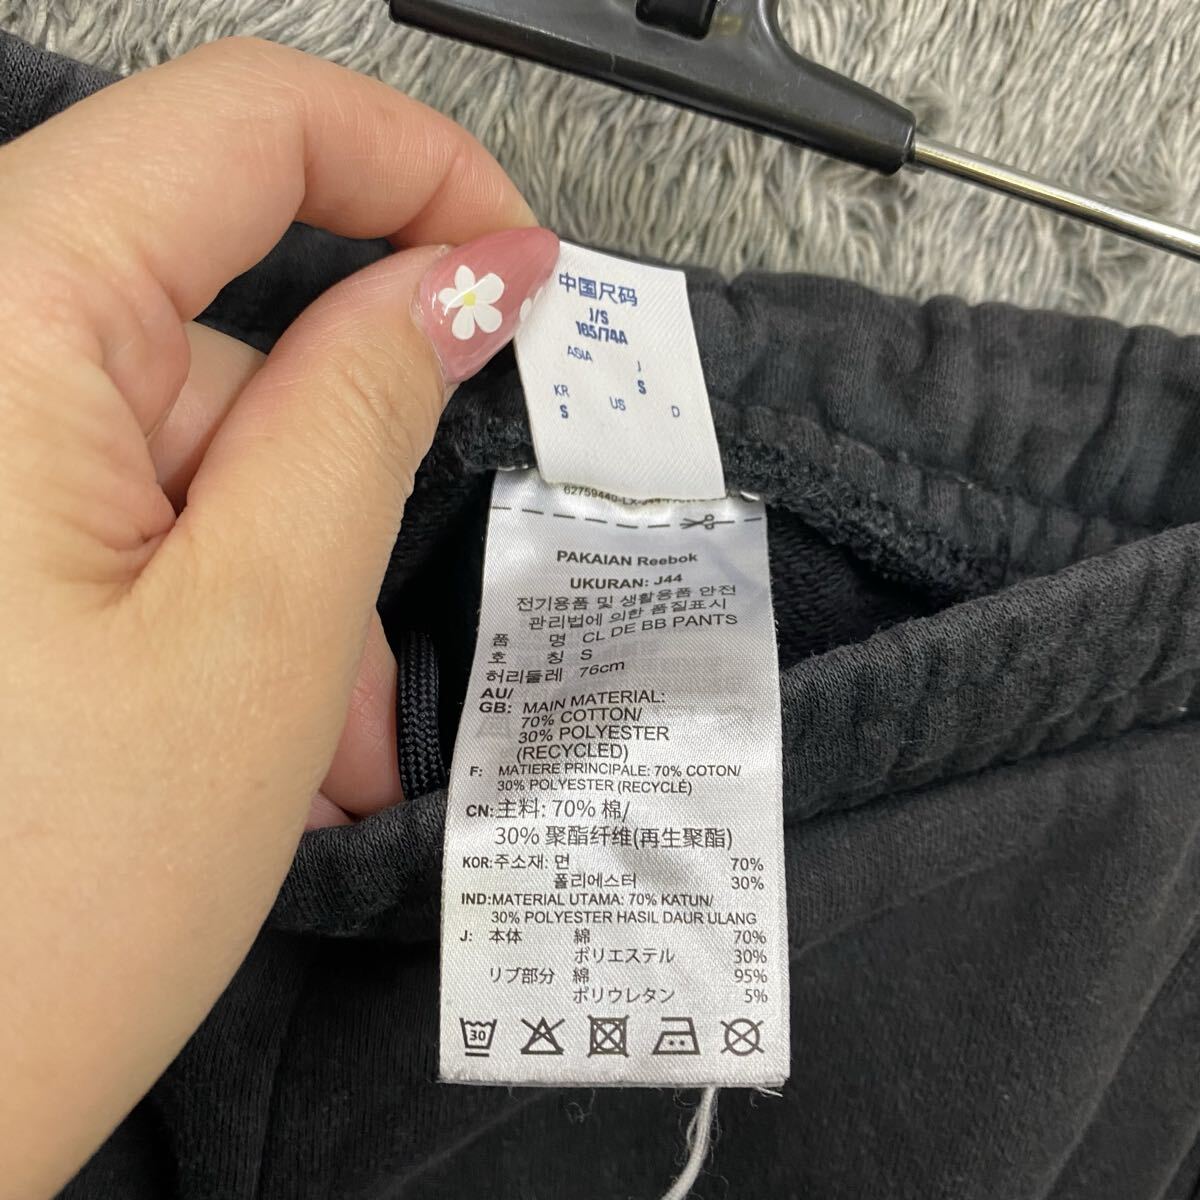 中国尺码
J/S
165/74A
ASIA J
KR S
S US D
PAKAIAN Reebok
UKURAN: J44
전기용품 및 생활용품 안전
관리법에 의한 품질표시
품 명 CL DE BB PANTS
호 칭 S
허리둘레 76cm
AU/
GB: MAIN MATERIAL:
70% COTTON/
30% POLYESTER
(RECYCLED)
F: MATIERE PRINCIPALE: 70% COTON/
30% POLYESTER (RECYCLÉ)
CN: 主料: 70% 棉/
30% 聚酯纤维(再生聚酯)
KOR: 주소재: 면 70%
폴리에스터 30%
IND: MATERIAL UTAMA: 70% KATUN/
30% POLYESTER HASIL DAUR ULANG
J: 本体 綿 70%
ポリエステル 30%
リブ部分 綿 95%
ポリウレタン 5%
30